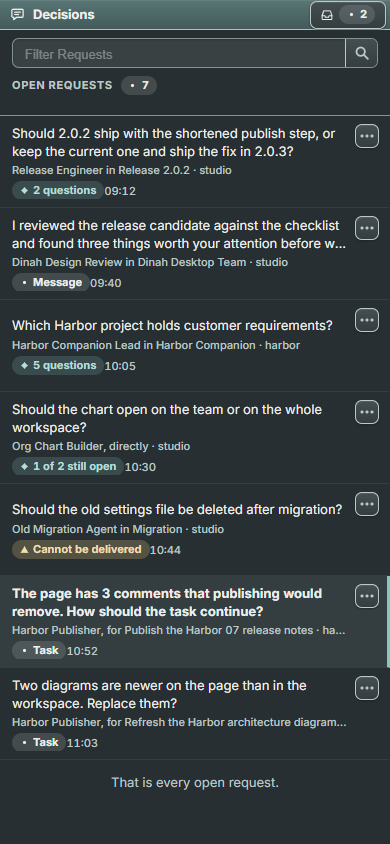 Decisions
• 2
Filter Requests
OPEN REQUESTS • 7
Should 2.0.2 ship with the shortened publish step, or
keep the current one and ship the fix in 2.0.3?
Release Engineer in Release 2.0.2 · studio
2 questions 09:12
I reviewed the release candidate against the checklist
and found three things worth your attention before w...
Dinah Design Review in Dinah Desktop Team · studio
• Message 09:40
Which Harbor project holds customer requirements?
Harbor Companion Lead in Harbor Companion · harbor
5 questions 10:05
Should the chart open on the team or on the whole
workspace?
Org Chart Builder, directly · studio
1 of 2 still open 10:30
Should the old settings file be deleted after migration?
Old Migration Agent in Migration · studio
Cannot be delivered 10:44
The page has 3 comments that publishing would
remove. How should the task continue?
Harbor Publisher, for Publish the Harbor 07 release notes · ha...
• Task 10:52
Two diagrams are newer on the page than in the
workspace. Replace them?
Harbor Publisher, for Refresh the Harbor architecture diagram...
• Task 11:03
That is every open request.